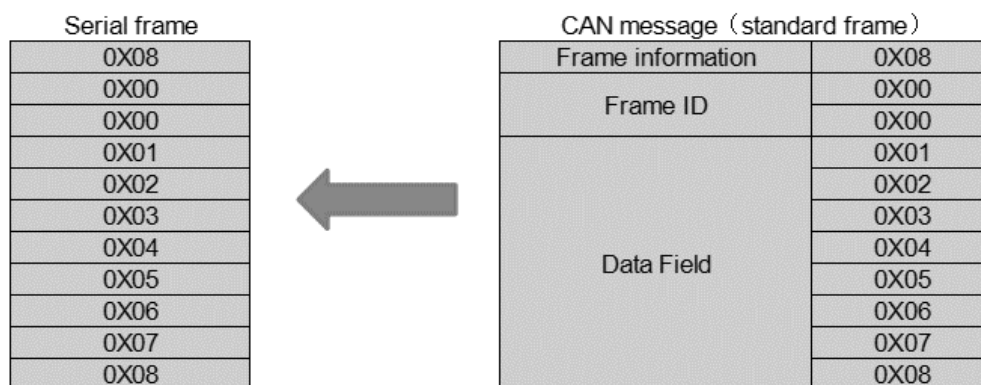 Serial frame
0X08
0X00
0X00
0X01
0X02
0X03
0X04
0X05
0X06
0X07
0X08
CAN message（standard frame）
Frame information 0X08
Frame ID
0X00
0X00
Data Field
0X01
0X02
0X03
0X04
0X05
0X06
0X07
0X08